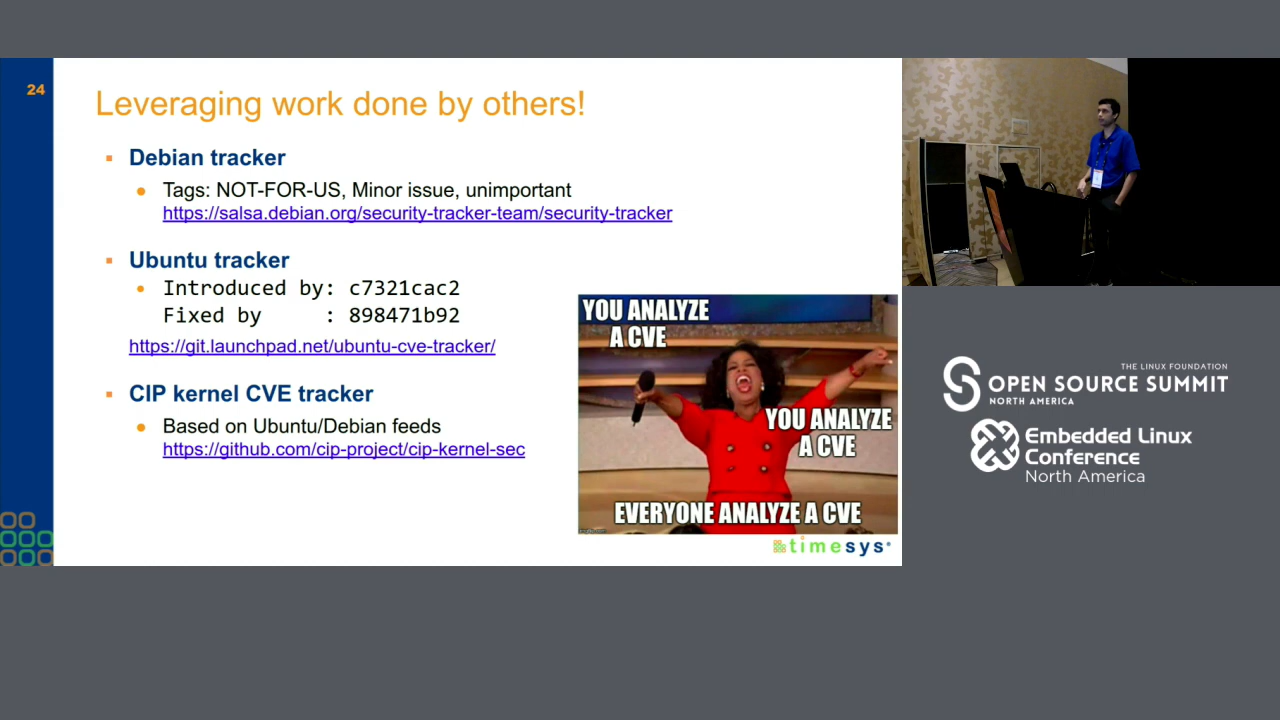 24
Leveraging work done by others!
Debian tracker
Tags: NOT-FOR-US, Minor issue, unimportant
https://salsa.debian.org/security-tracker-team/security-tracker
Ubuntu tracker
Introduced by: c7321cac2
Fixed by : 898471b92
https://git.launchpad.net/ubuntu-cve-tracker/
CIP kernel CVE tracker
Based on Ubuntu/Debian feeds
https://github.com/cip-project/cip-kernel-sec
YOU ANALYZE
A CVE
YOU ANALYZE
A CVE
EVERYONE ANALYZE A CVE
timesys
THE LINUX FOUNDATION
OPEN SOURCE SUMMIT
NORTH AMERICA
Embedded Linux
Conference
North America